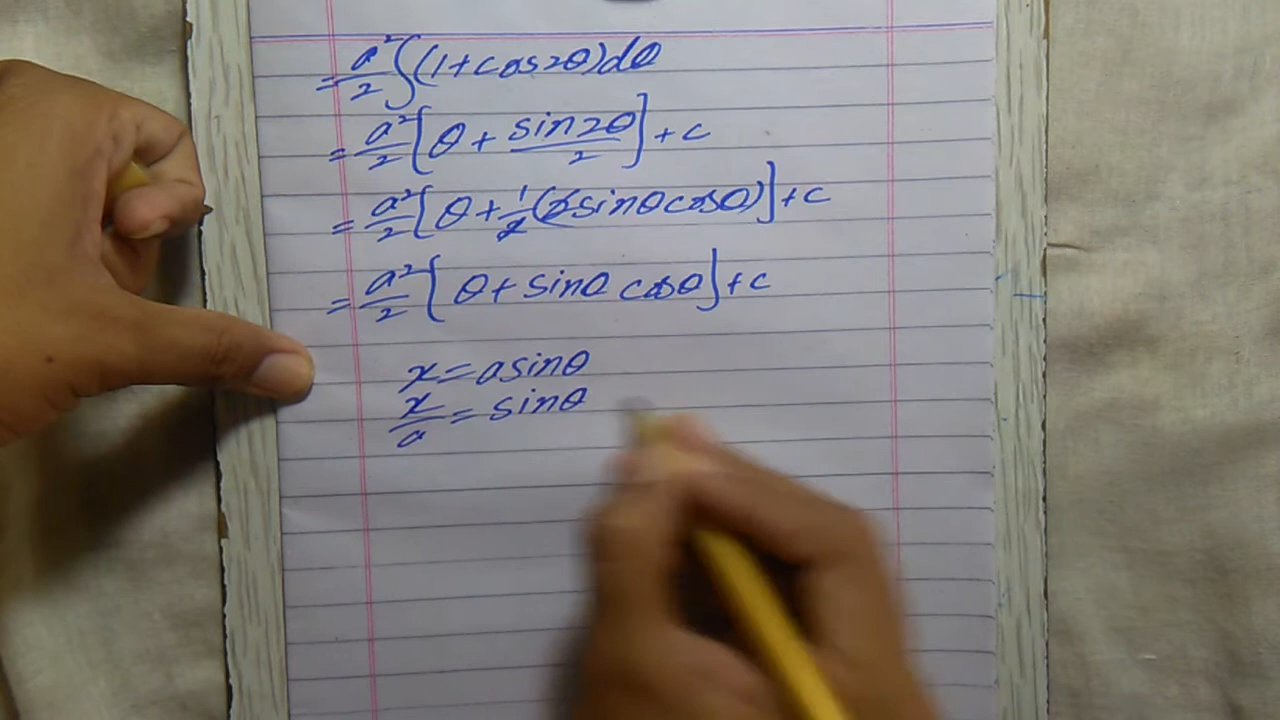 = a²/2 ∫(1+cos2θ)dθ
= a²/2 [θ + sin2θ/2] + c
= a²/2 [θ + 1/2 (2sinθcosθ)] + c
= a²/2 [θ + sinθ cosθ] + c
x = asinθ
x/a = sinθ